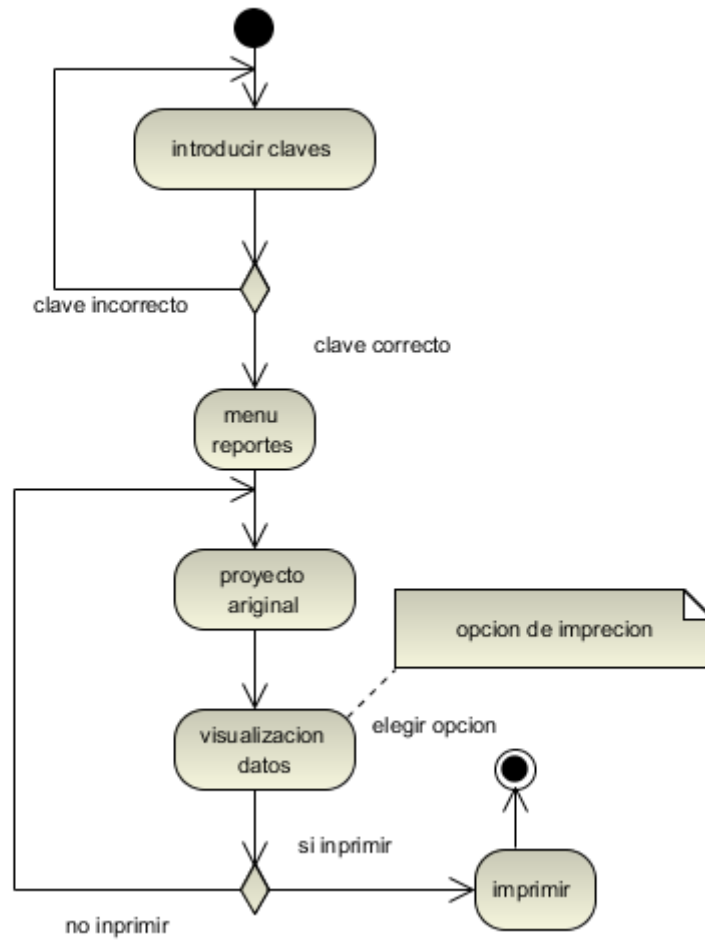 introducir claves
clave incorrecto
clave correcto
menu
reportes
proyecto
ariginal
opcion de imprecion
elegir opcion
visualizacion
datos
si inprimir
imprimir
no inprimir